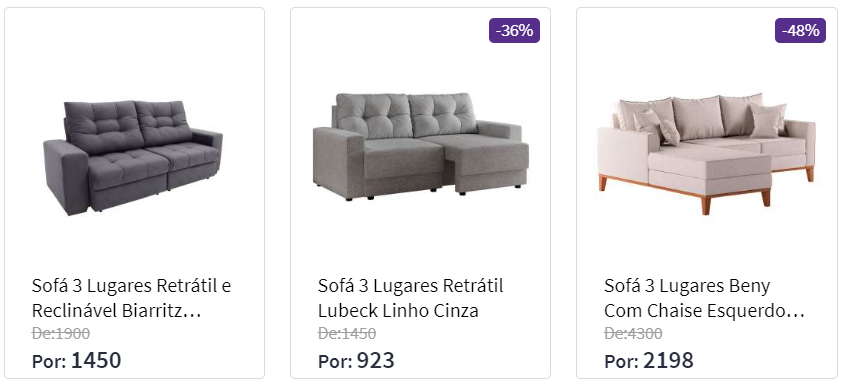 Sofá 3 Lugares Retrátil e
Reclinável Biarritz…
De:1900
Por: 1450
-36%
Sofá 3 Lugares Retrátil
Lubeck Linho Cinza
De:1450
Por: 923
-48%
Sofá 3 Lugares Beny
Com Chaise Esquerdo…
De:4300
Por: 2198